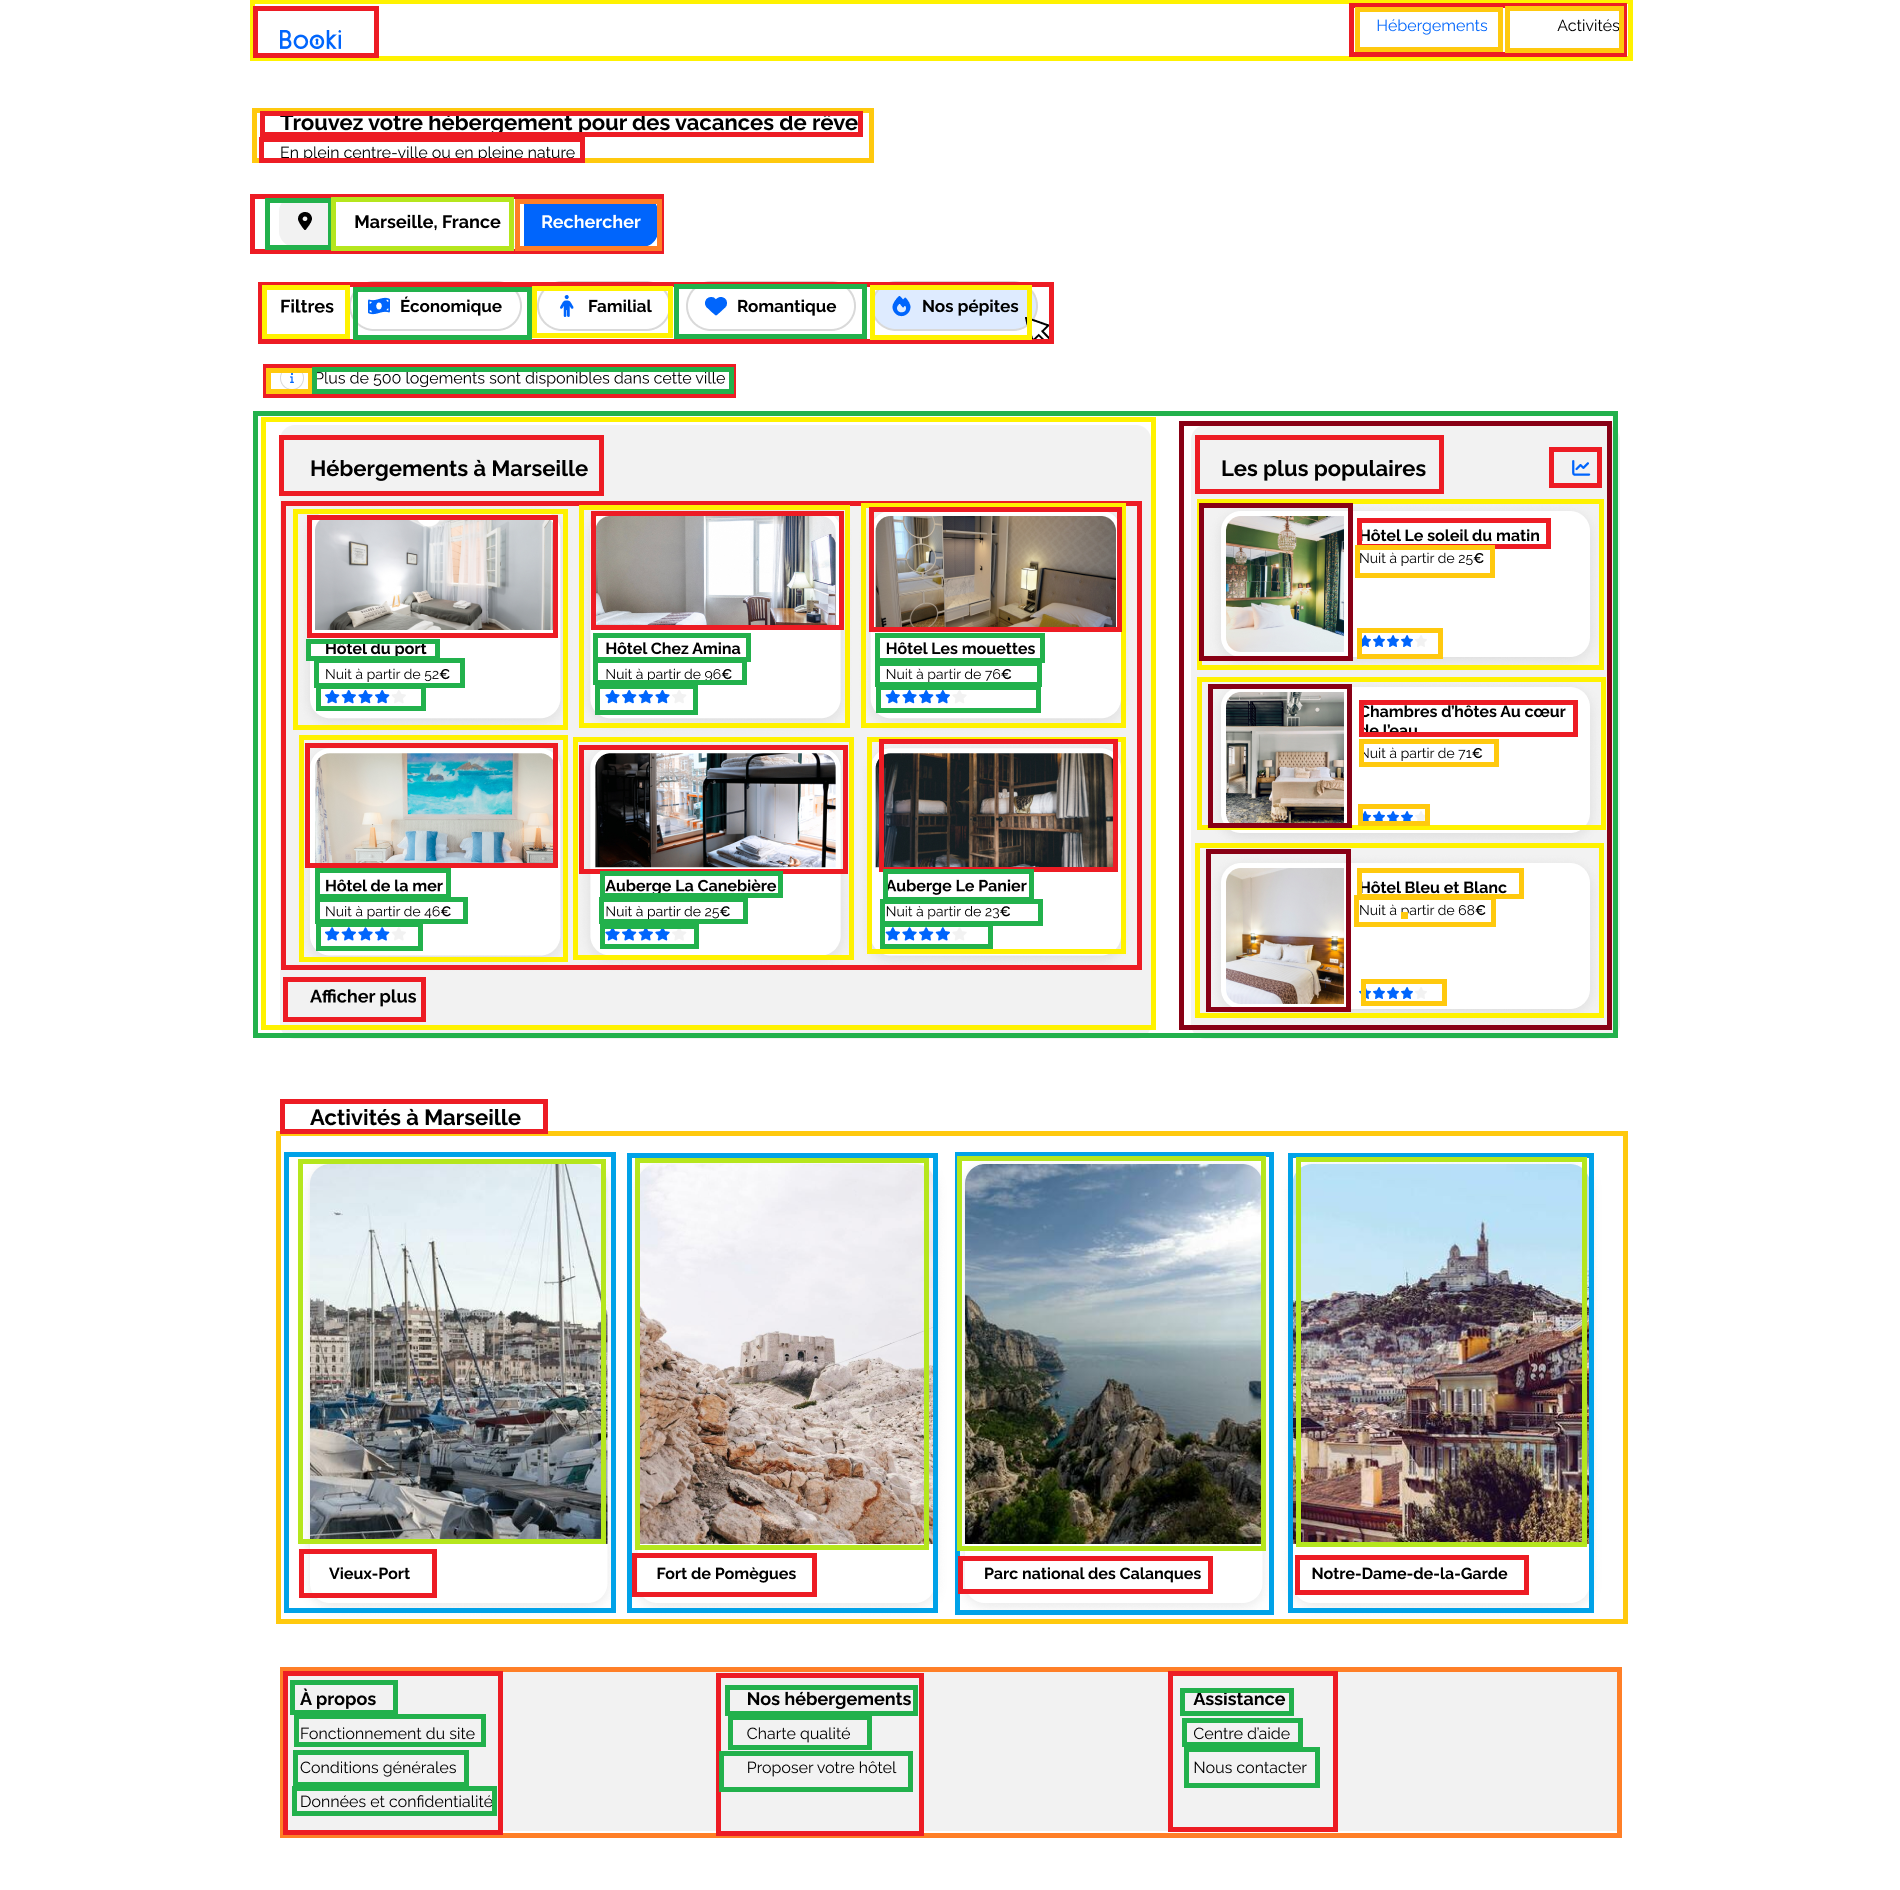 Booki
Hébergements
Activités
Trouvez votre hébergement pour des vacances de rêve
En plein centre-ville ou en pleine nature
Marseille, France
Rechercher
Filtres
Économique
Familial
Romantique
Nos pépites
Plus de 500 logements sont disponibles dans cette ville
Hébergements à Marseille
Hôtel du port
Nuit à partir de 52€
Hôtel Chez Amina
Nuit à partir de 96€
Hôtel Les mouettes
Nuit à partir de 76€
Hôtel de la mer
Nuit à partir de 46€
Auberge La Canebière
Nuit à partir de 25€
Auberge Le Panier
Nuit à partir de 23€
Afficher plus
Les plus populaires
Hôtel Le soleil du matin
Nuit à partir de 25€
Chambres d'hôtes Au cœur
de l'eau
Nuit à partir de 71€
Hôtel Bleu et Blanc
Nuit à partir de 68€
Activités à Marseille
Vieux-Port
Fort de Pomègues
Parc national des Calanques
Notre-Dame-de-la-Garde
À propos
Fonctionnement du site
Conditions générales
Données et confidentialité
Nos hébergements
Charte qualité
Proposer votre hôtel
Assistance
Centre d'aide
Nous contacter